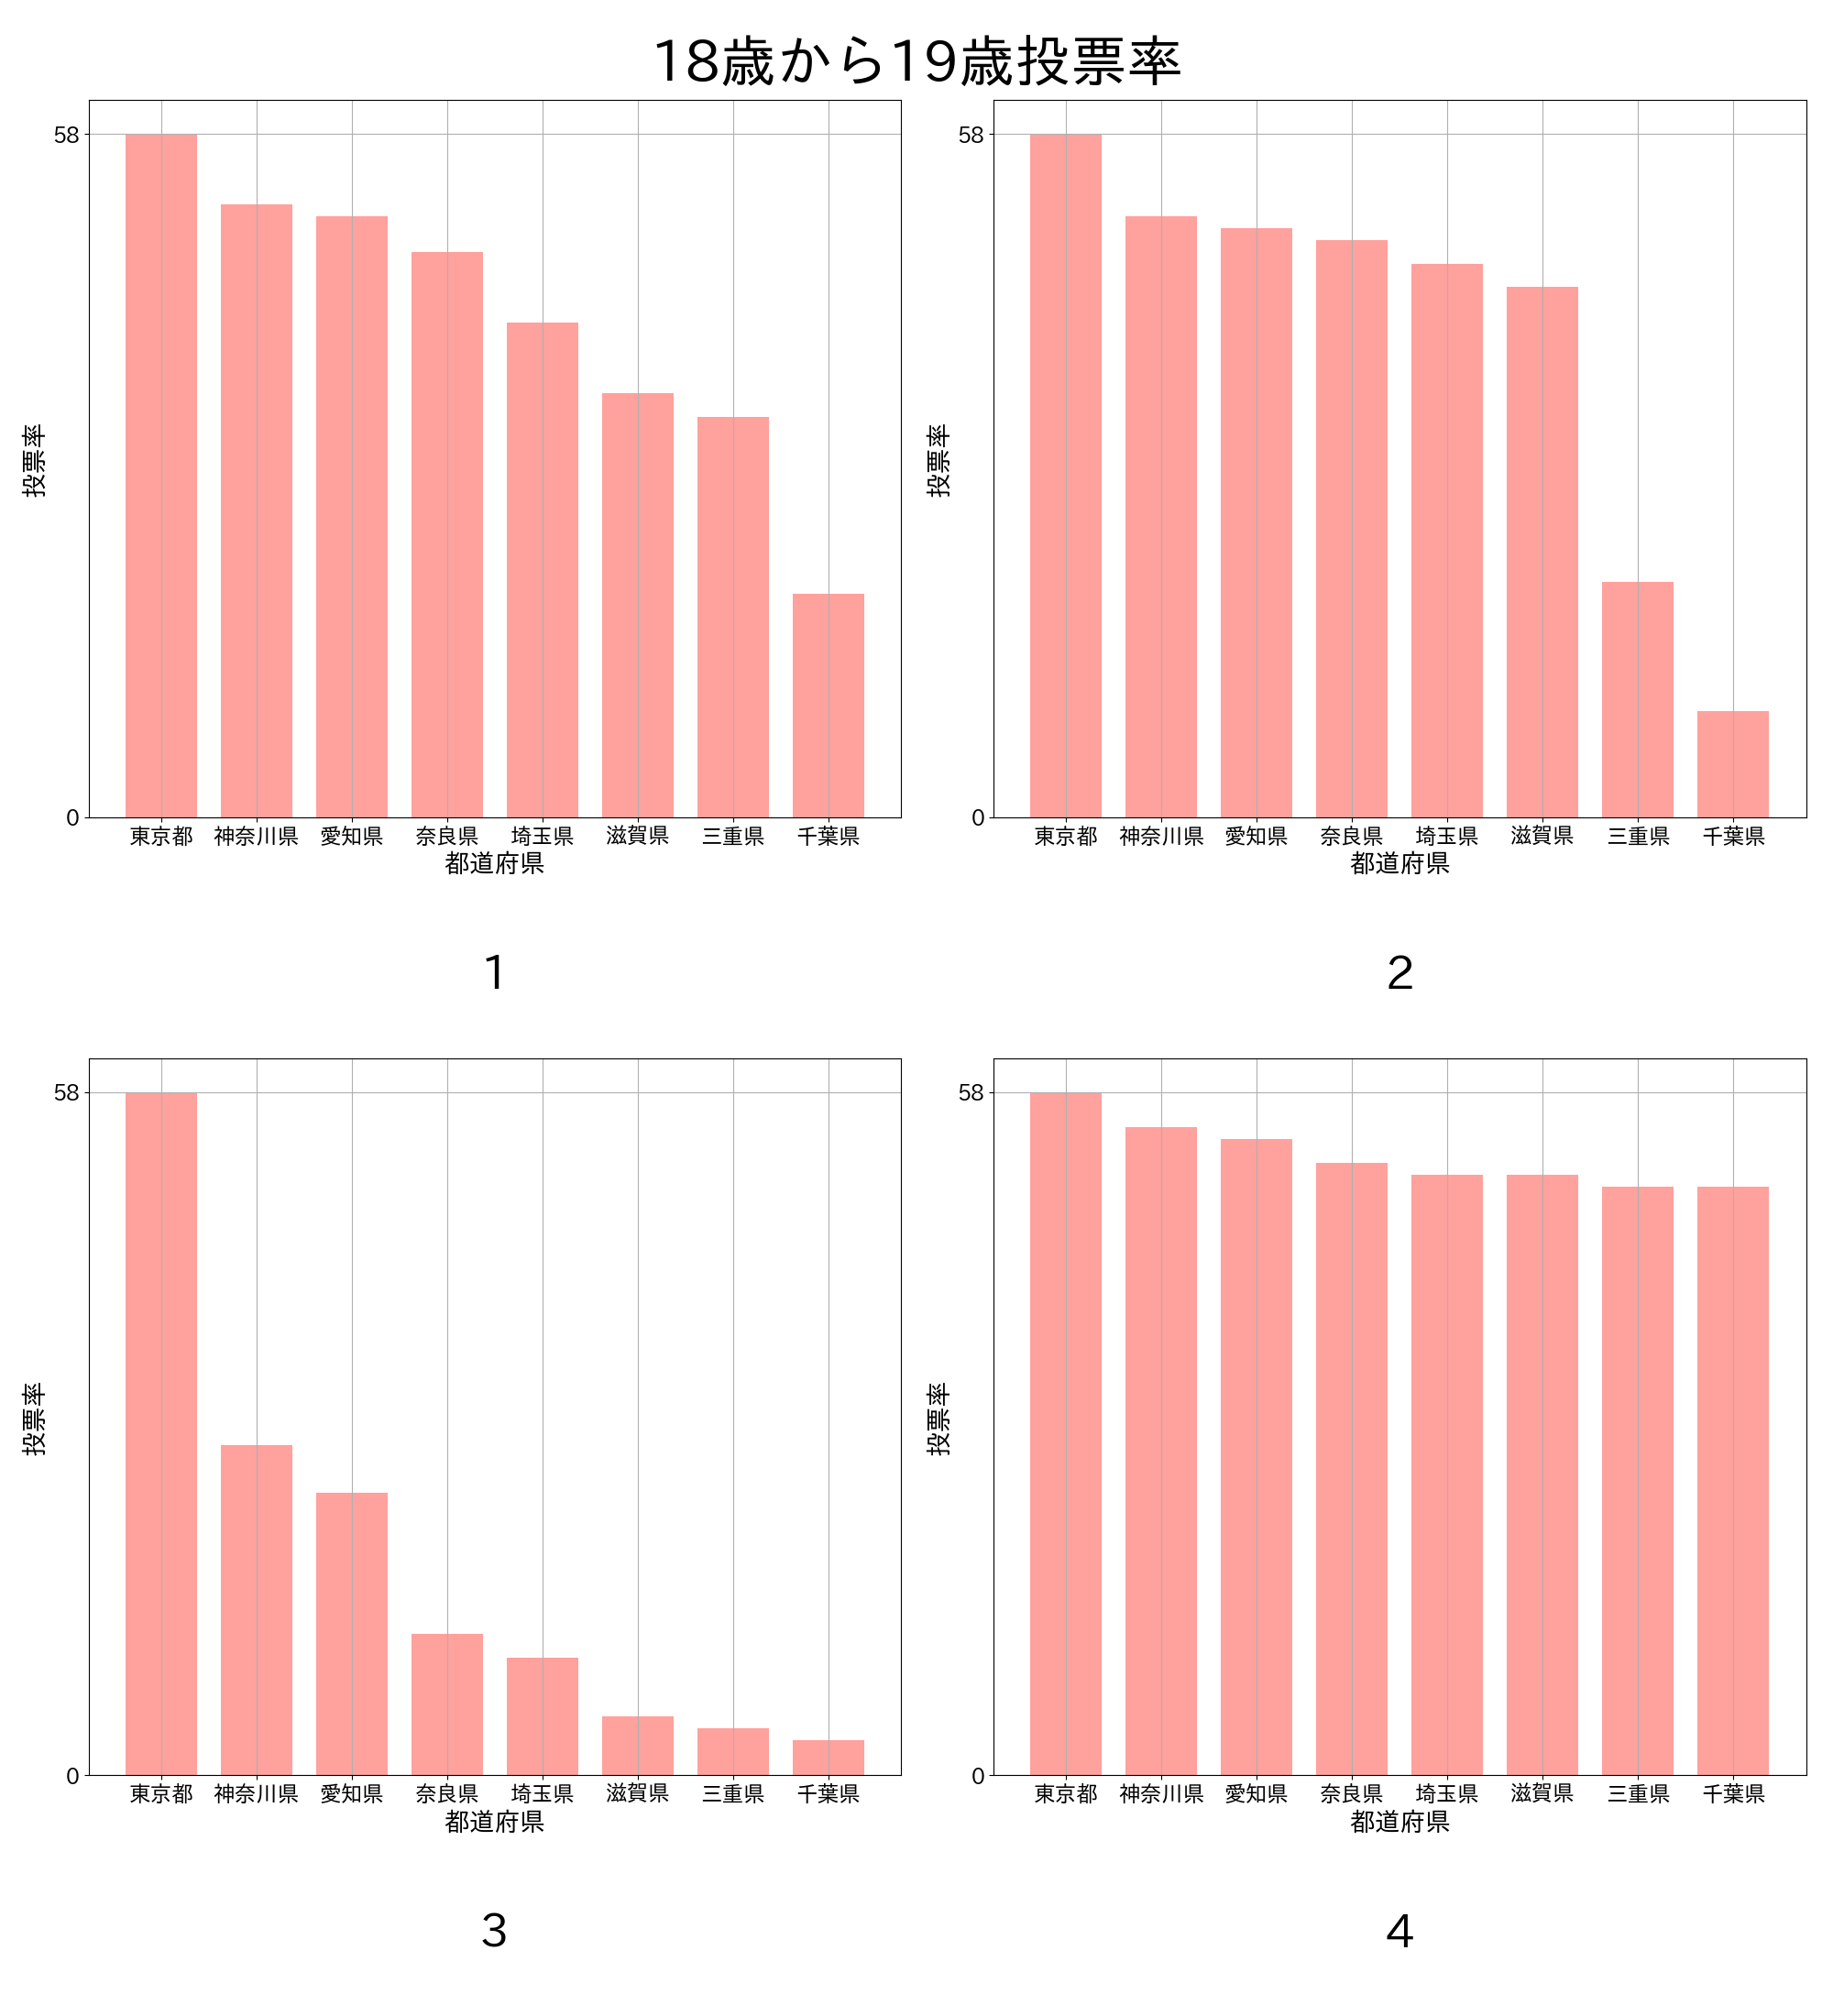 18歳から19歳投票率
58
0
投票率
東京都 神奈川県 愛知県 奈良県 埼玉県 滋賀県 三重県 千葉県
都道府県
1
58
0
投票率
東京都 神奈川県 愛知県 奈良県 埼玉県 滋賀県 三重県 千葉県
都道府県
2
58
0
投票率
東京都 神奈川県 愛知県 奈良県 埼玉県 滋賀県 三重県 千葉県
都道府県
3
58
0
投票率
東京都 神奈川県 愛知県 奈良県 埼玉県 滋賀県 三重県 千葉県
都道府県
4